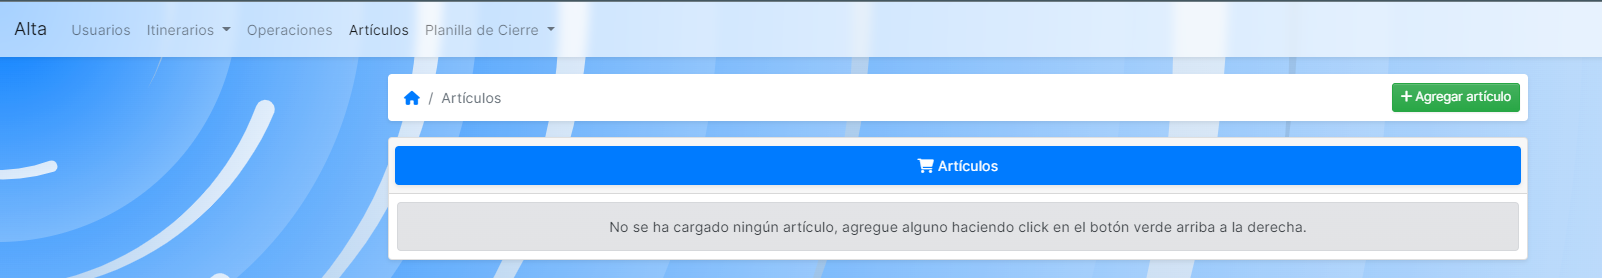 Alta Usuarios Itinerarios Operaciones Artículos Planilla de Cierre
/ Artículos
Agregar artículo
Artículos
No se ha cargado ningún artículo, agregue alguno haciendo click en el botón verde arriba a la derecha.